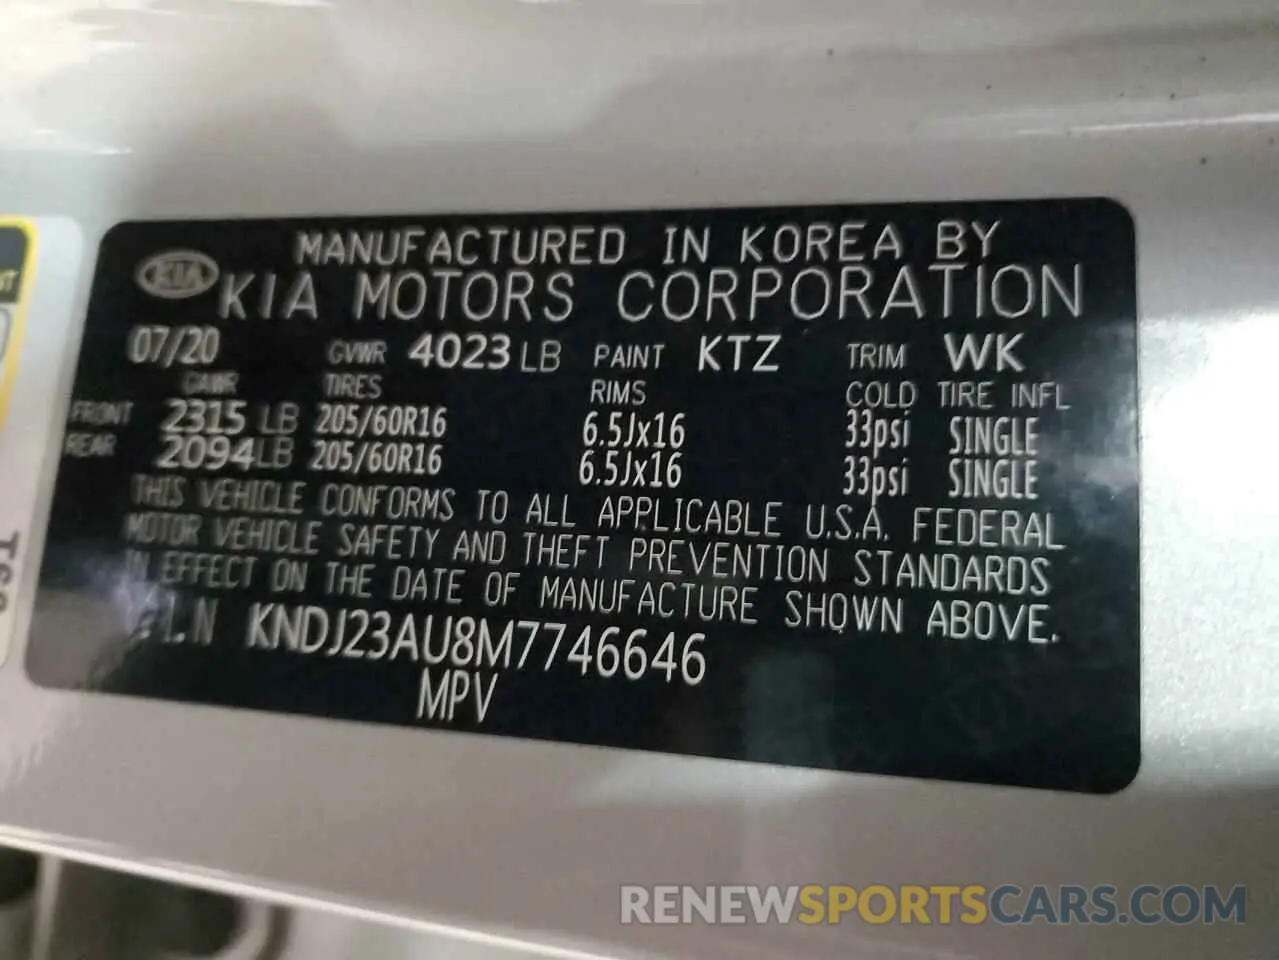 MANUFACTURED IN KOREA BY
KIA KIA MOTORS CORPORATION
07/20 GVWR 4023 LB PAINT KTZ TRIM WK
GAWR TIRES RIMS COLD TIRE INFL
FRONT 2315 LB 205/60R16 6.5Jx16 33psi SINGLE
REAR 2094LB 205/60R16 6.5Jx16 33psi SINGLE
THIS VEHICLE CONFORMS TO ALL APPLICABLE U.S.A. FEDERAL
MOTOR VEHICLE SAFETY AND THEFT PREVENTION STANDARDS
IN EFFECT ON THE DATE OF MANUFACTURE SHOWN ABOVE.
KNDJ23AU8M7746646
MPV
RENEWSPORTSCARS.COM